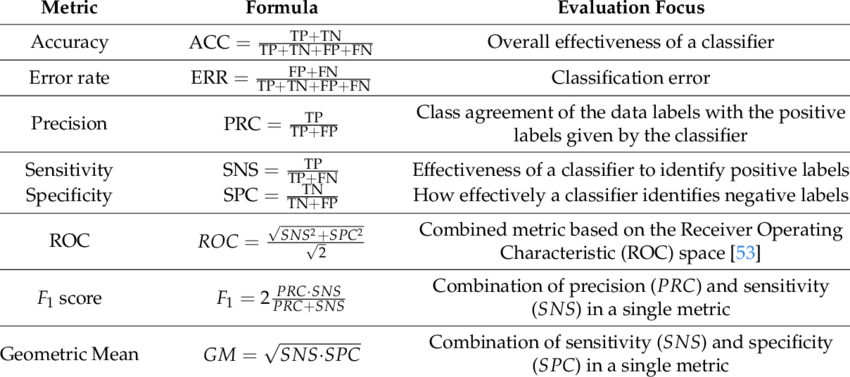 Metric Formula Evaluation Focus
Accuracy ACC = TP+TN / TP+TN+FP+FN Overall effectiveness of a classifier
Error rate ERR = FP+FN / TP+TN+FP+FN Classification error
Precision PRC = TP / TP+FP Class agreement of the data labels with the positive
labels given by the classifier
Sensitivity SNS = TP / TP+FN Effectiveness of a classifier to identify positive labels
Specificity SPC = TN / TN+FP How effectively a classifier identifies negative labels
ROC ROC = √SNS²+SPC² / √2 Combined metric based on the Receiver Operating
Characteristic (ROC) space [53]
F₁ score F₁ = 2 PRC·SNS / PRC+SNS Combination of precision (PRC) and sensitivity
(SNS) in a single metric
Geometric Mean GM = √SNS·SPC Combination of sensitivity (SNS) and specificity
(SPC) in a single metric